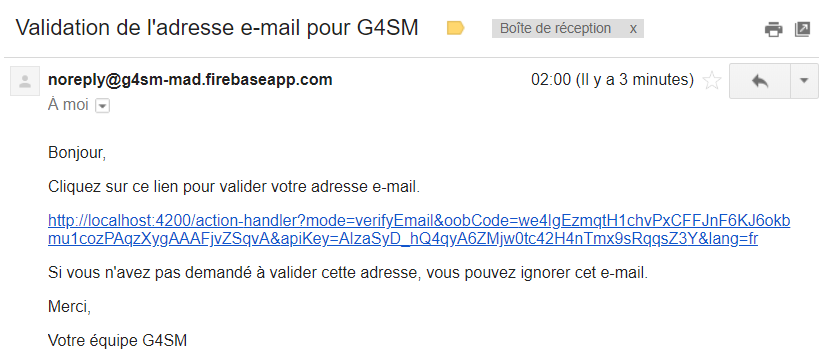 Validation de l'adresse e-mail pour G4SM
Boîte de réception x
noreply@g4sm-mad.firebaseapp.com 02:00 (Il y a 3 minutes)
À moi
Bonjour,
Cliquez sur ce lien pour valider votre adresse e-mail.
http://localhost:4200/action-handler?mode=verifyEmail&oobCode=we4IgEzmqtH1chvPxCFFJnF6KJ6okb
mu1cozPAqzXygAAAFjvZSqvA&apiKey=AIzaSyD_hQ4qyA6ZMjw0tc42H4nTmx9sRqqsZ3Y&lang=fr
Si vous n'avez pas demandé à valider cette adresse, vous pouvez ignorer cet e-mail.
Merci,
Votre équipe G4SM